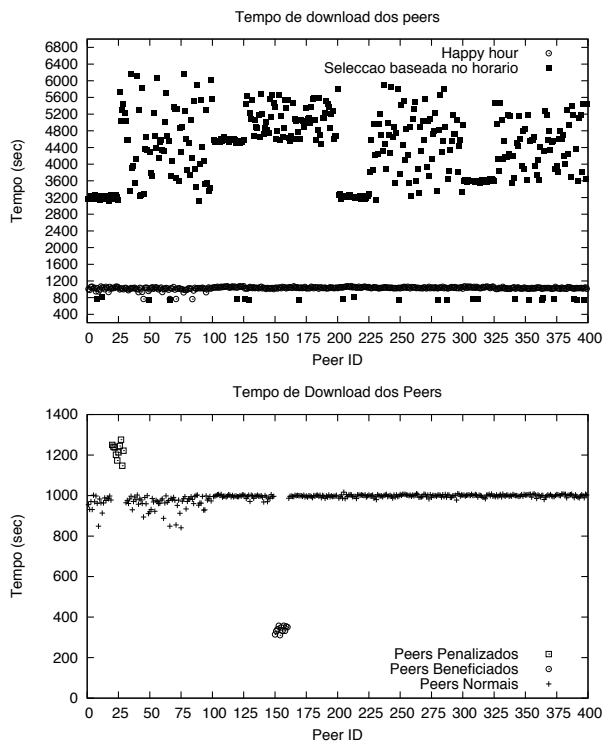 Tempo de download dos peers
Happy hour
Seleccao baseada no horario
Tempo (sec)
6800
6400
6000
5600
5200
4800
4400
4000
3600
3200
2800
2400
2000
1600
1200
800
400
0 25 50 75 100 125 150 175 200 225 250 275 300 325 350 375 400
Peer ID
Tempo de Download dos Peers
Tempo (sec)
1400
1200
1000
800
600
400
200
0
Peers Penalizados
Peers Beneficiados
Peers Normais
0 25 50 75 100 125 150 175 200 225 250 275 300 325 350 375 400
Peer ID